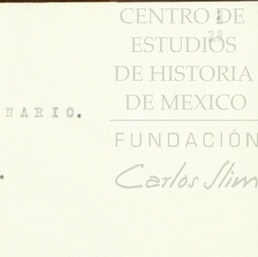 CENTRO DE
ESTUDIOS
DE HISTORIA
DE MEXICO
FUNDACIÓN
Carlos Slim
NARIO.
.